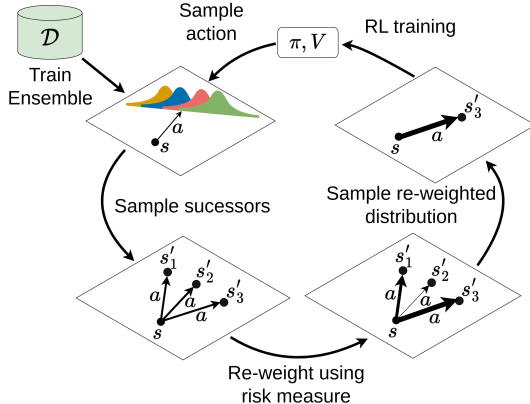 𝒟
Train
Ensemble
Sample
action
π, V
RL training
a
s
s′₃
a
s
Sample sucessors
Sample re-weighted
distribution
s′₁
s′₂
s′₃
a
a
a
s
s′₁
s′₂
s′₃
a
a
a
s
Re-weight using
risk measure